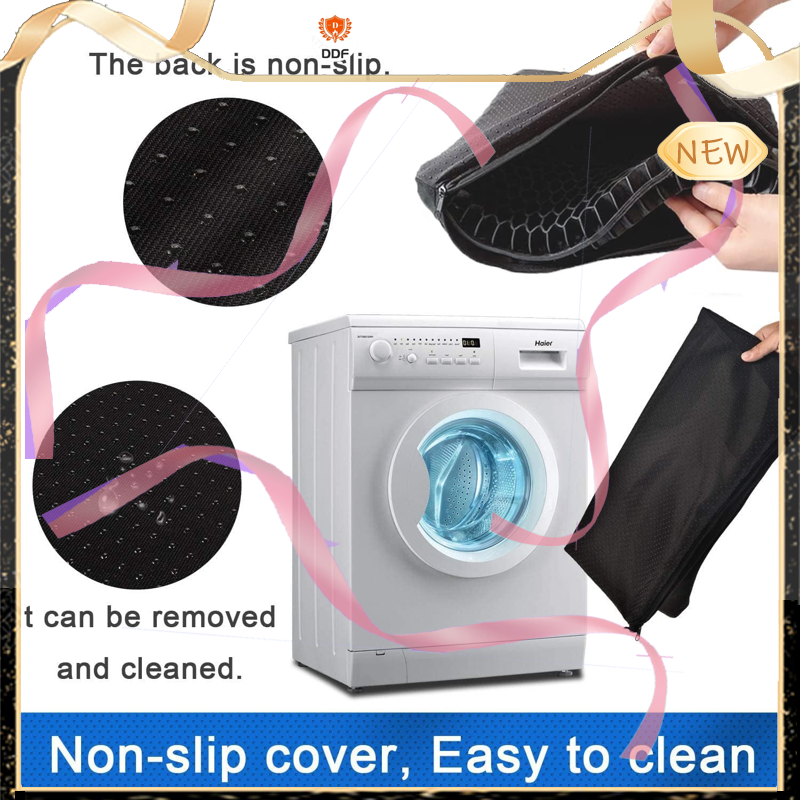 DDF
The back is non-slip.
NEW
Haier
t can be removed
and cleaned.
Non-slip cover, Easy to clean